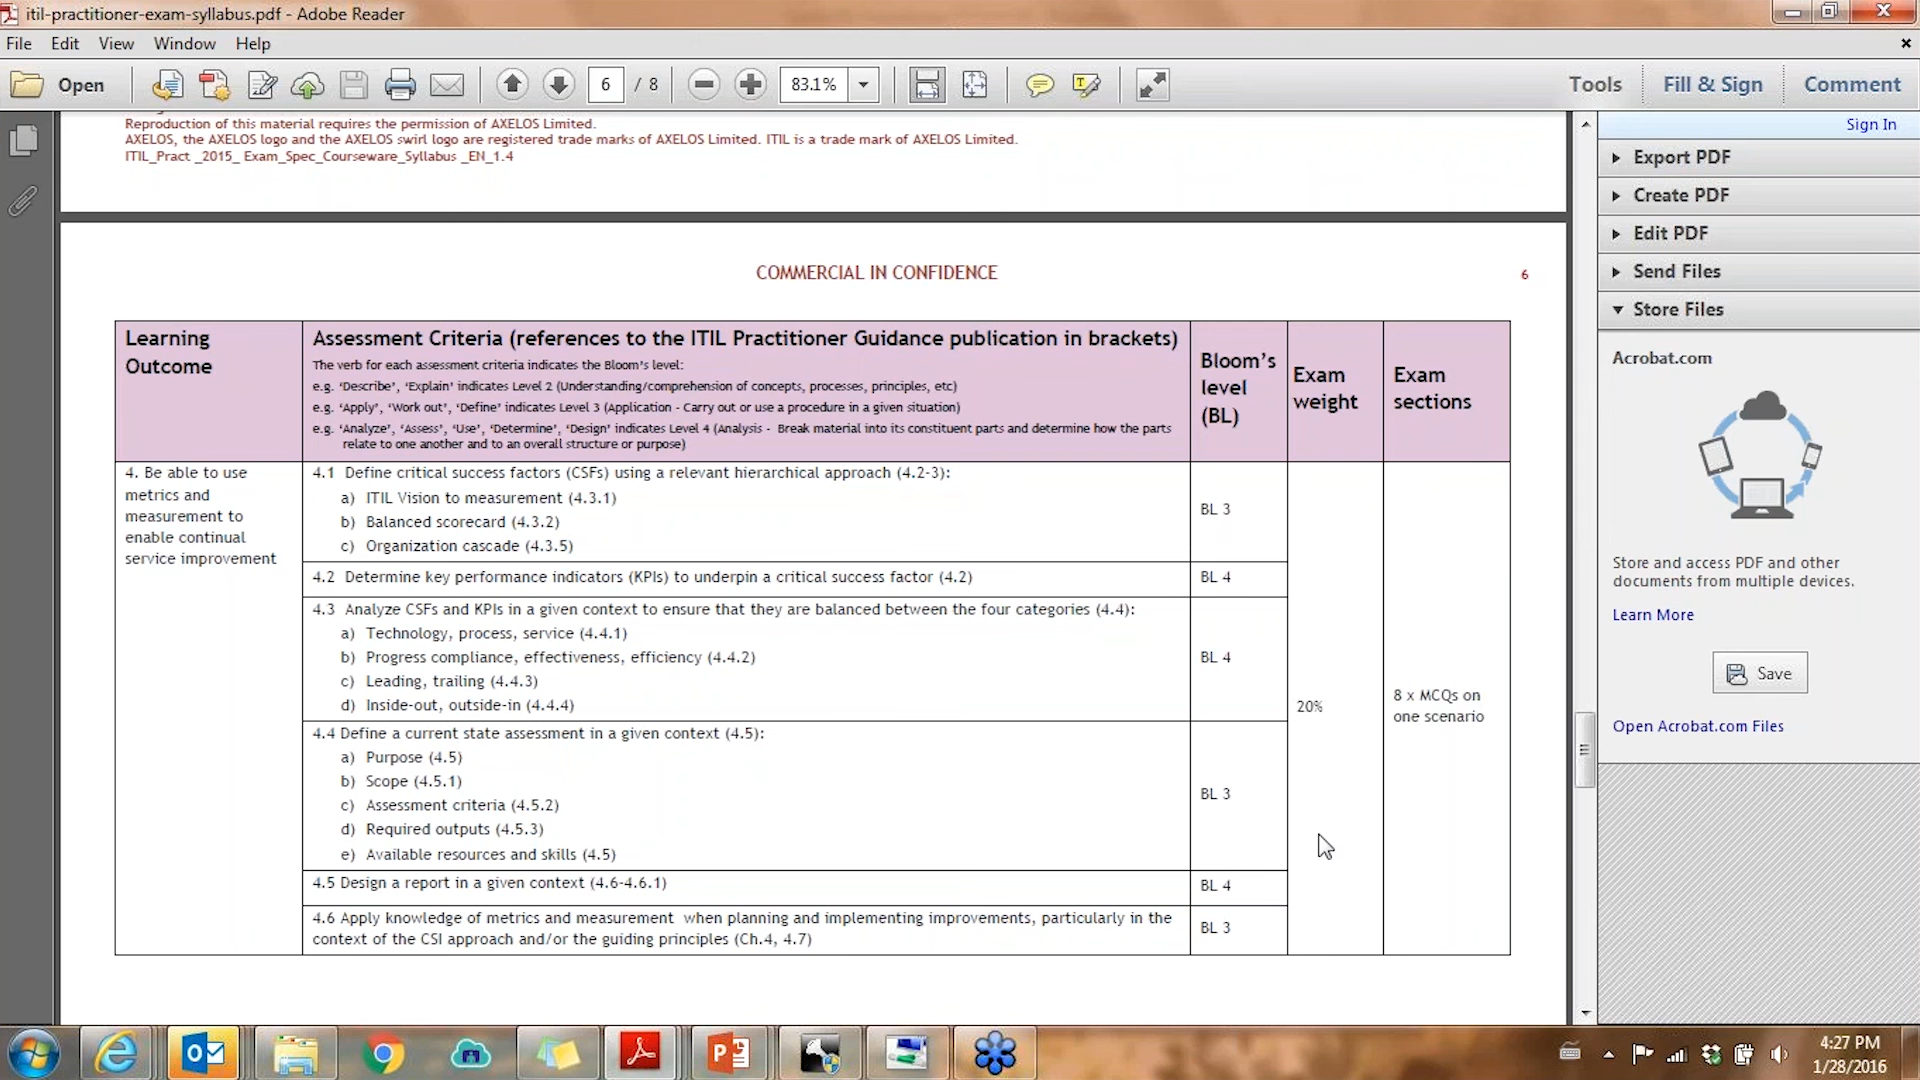 itil-practitioner-exam-syllabus.pdf - Adobe Reader
File Edit View Window Help
Open 6 / 8 83.1% Tools Fill & Sign Comment
Reproduction of this material requires the permission of AXELOS Limited.
AXELOS, the AXELOS logo and the AXELOS swirl logo are registered trade marks of AXELOS Limited. ITIL is a trade mark of AXELOS Limited.
ITIL_Pract _2015_ Exam_Spec_Courseware_Syllabus _EN_1.4
COMMERCIAL IN CONFIDENCE
6
Learning
Outcome
Assessment Criteria (references to the ITIL Practitioner Guidance publication in brackets)
The verb for each assessment criteria indicates the Bloom's level:
e.g. ‘Describe’, ‘Explain’ indicates Level 2 (Understanding/comprehension of concepts, processes, principles, etc)
e.g. ‘Apply’, ‘Work out’, ‘Define’ indicates Level 3 (Application - Carry out or use a procedure in a given situation)
e.g. ‘Analyze’, ‘Assess’, ‘Use’, ‘Determine’, ‘Design’ indicates Level 4 (Analysis - Break material into its constituent parts and determine how the parts
relate to one another and to an overall structure or purpose)
Bloom’s
level
(BL)
Exam
weight
Exam
sections
4. Be able to use
metrics and
measurement to
enable continual
service improvement
4.1 Define critical success factors (CSFs) using a relevant hierarchical approach (4.2-3):
a) ITIL Vision to measurement (4.3.1)
b) Balanced scorecard (4.3.2)
c) Organization cascade (4.3.5)
BL 3
4.2 Determine key performance indicators (KPIs) to underpin a critical success factor (4.2)
BL 4
4.3 Analyze CSFs and KPIs in a given context to ensure that they are balanced between the four categories (4.4):
a) Technology, process, service (4.4.1)
b) Progress compliance, effectiveness, efficiency (4.4.2)
c) Leading, trailing (4.4.3)
d) Inside-out, outside-in (4.4.4)
BL 4
4.4 Define a current state assessment in a given context (4.5):
a) Purpose (4.5)
b) Scope (4.5.1)
c) Assessment criteria (4.5.2)
d) Required outputs (4.5.3)
e) Available resources and skills (4.5)
BL 3
4.5 Design a report in a given context (4.6-4.6.1)
BL 4
4.6 Apply knowledge of metrics and measurement when planning and implementing improvements, particularly in the
context of the CSI approach and/or the guiding principles (Ch.4, 4.7)
BL 3
20%
8 x MCQs on
one scenario
Sign In
Export PDF
Create PDF
Edit PDF
Send Files
Store Files
Acrobat.com
Store and access PDF and other
documents from multiple devices.
Learn More
Save
Open Acrobat.com Files
4:27 PM
1/28/2016